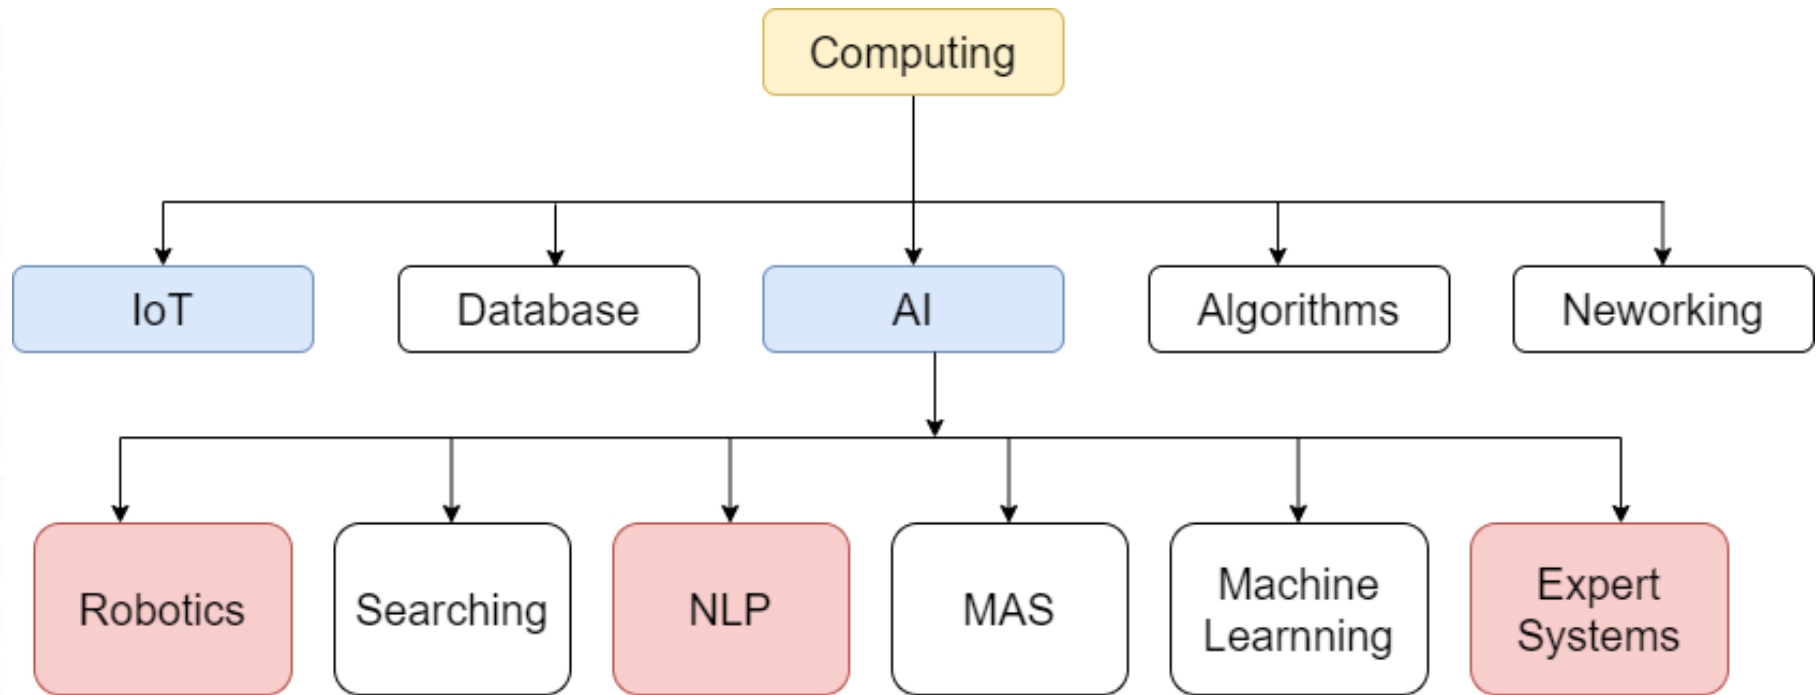 Computing
IoT
Database
AI
Algorithms
Neworking
Robotics
Searching
NLP
MAS
Machine
Learnning
Expert
Systems